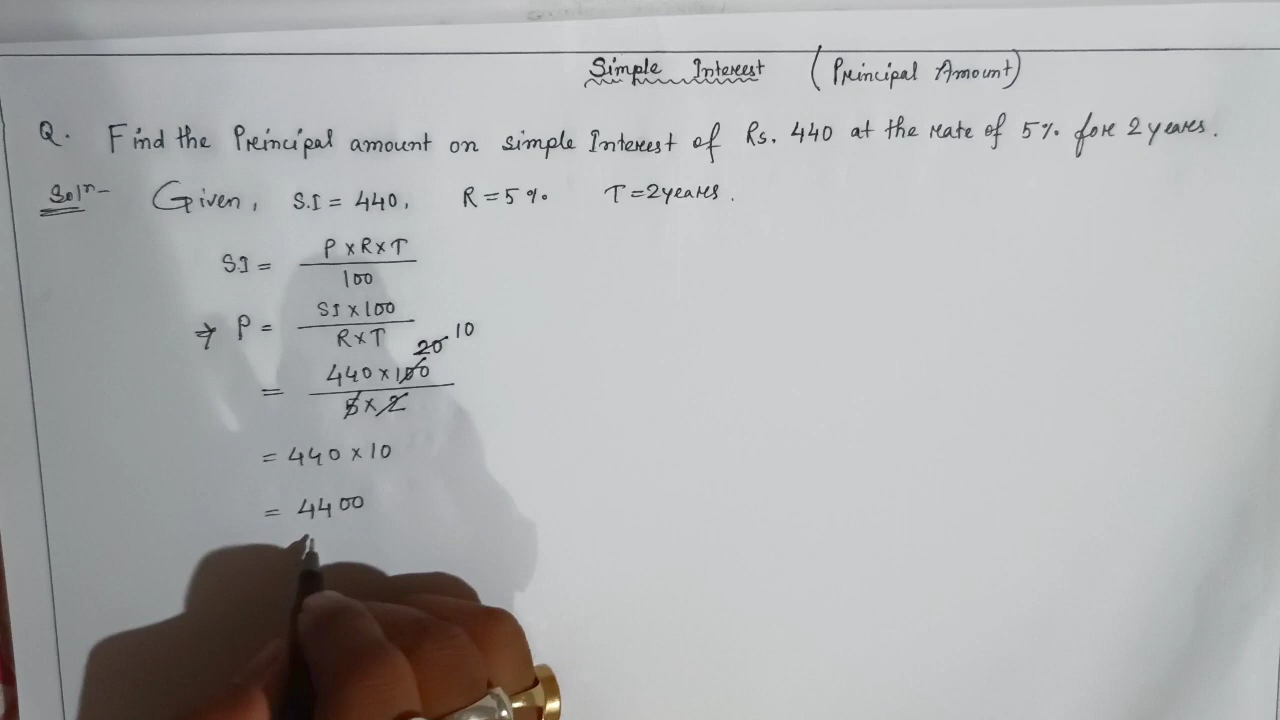 Simple Interest (Principal Amount)
Q. Find the Principal amount on simple Interest of Rs. 440 at the rate of 5% for 2 years.
Solⁿ- Given, S.I = 440, R = 5% T = 2 years.
S.I = P x R x T
100
⇒ P = SI x 100
R x T
20 10
= 440 x 100
5 x 2
= 440 x 10
= 4400